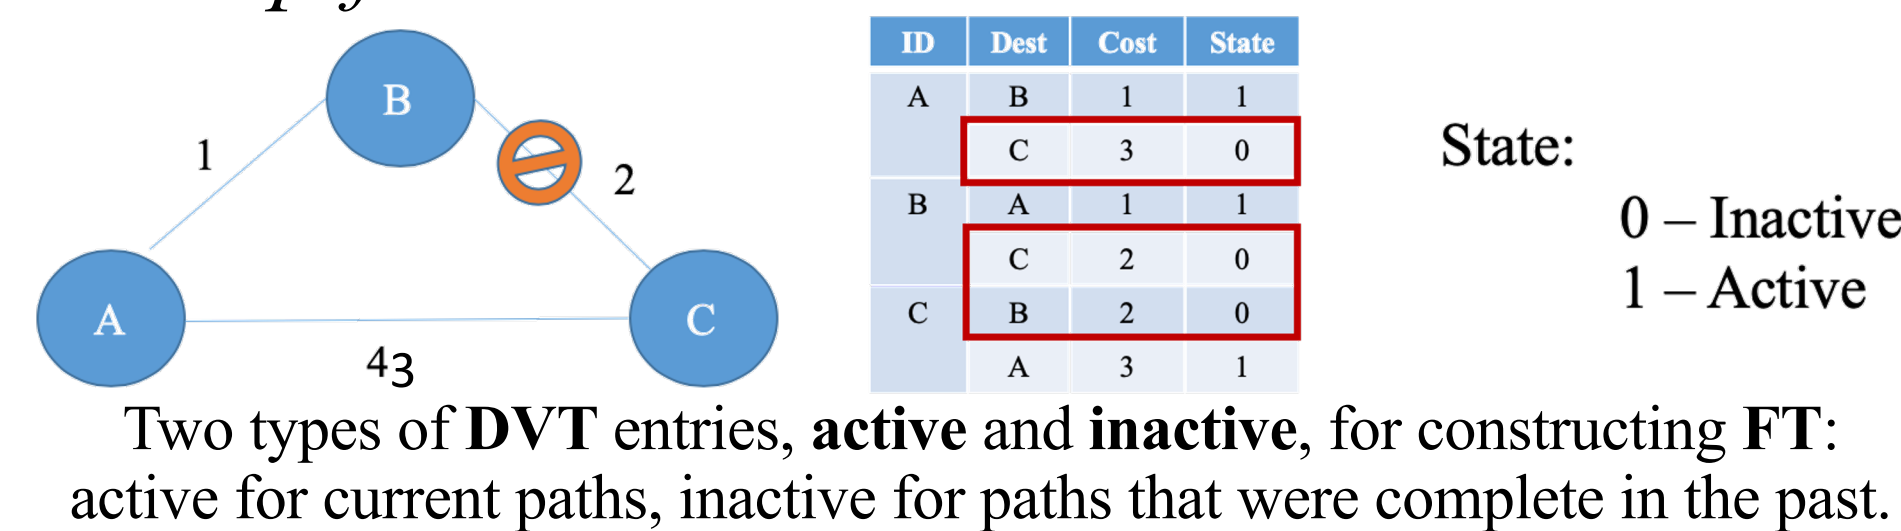 B
1
2
A
C
43
ID Dest Cost State
A B 1 1
C 3 0
B A 1 1
C 2 0
C B 2 0
A 3 1
State:
0 – Inactive
1 – Active
Two types of DVT entries, active and inactive, for constructing FT:
active for current paths, inactive for paths that were complete in the past.